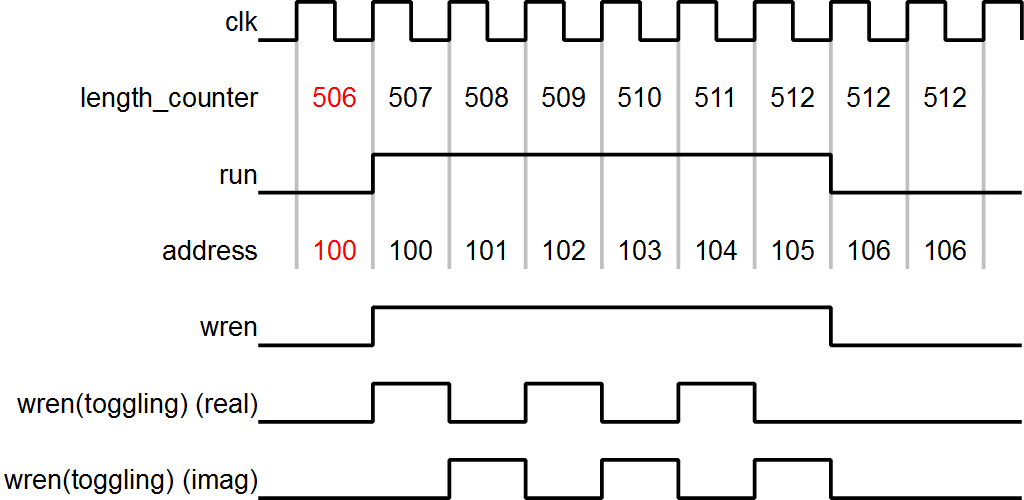 clk
length_counter 506 507 508 509 510 511 512 512 512
run
address 100 100 101 102 103 104 105 106 106
wren
wren(toggling) (real)
wren(toggling) (imag)